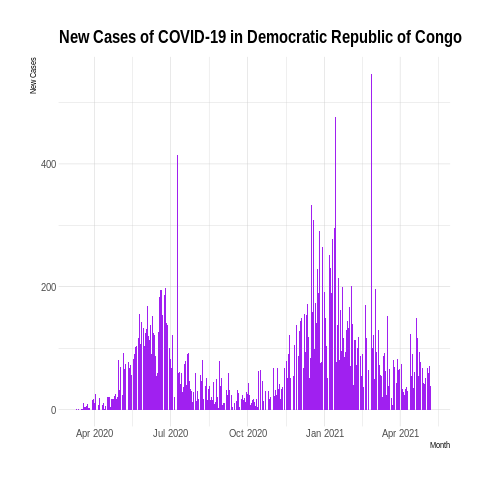 New Cases of COVID-19 in Democratic Republic of Congo
New Cases
400
200
0
Apr 2020 Jul 2020 Oct 2020 Jan 2021 Apr 2021
Month